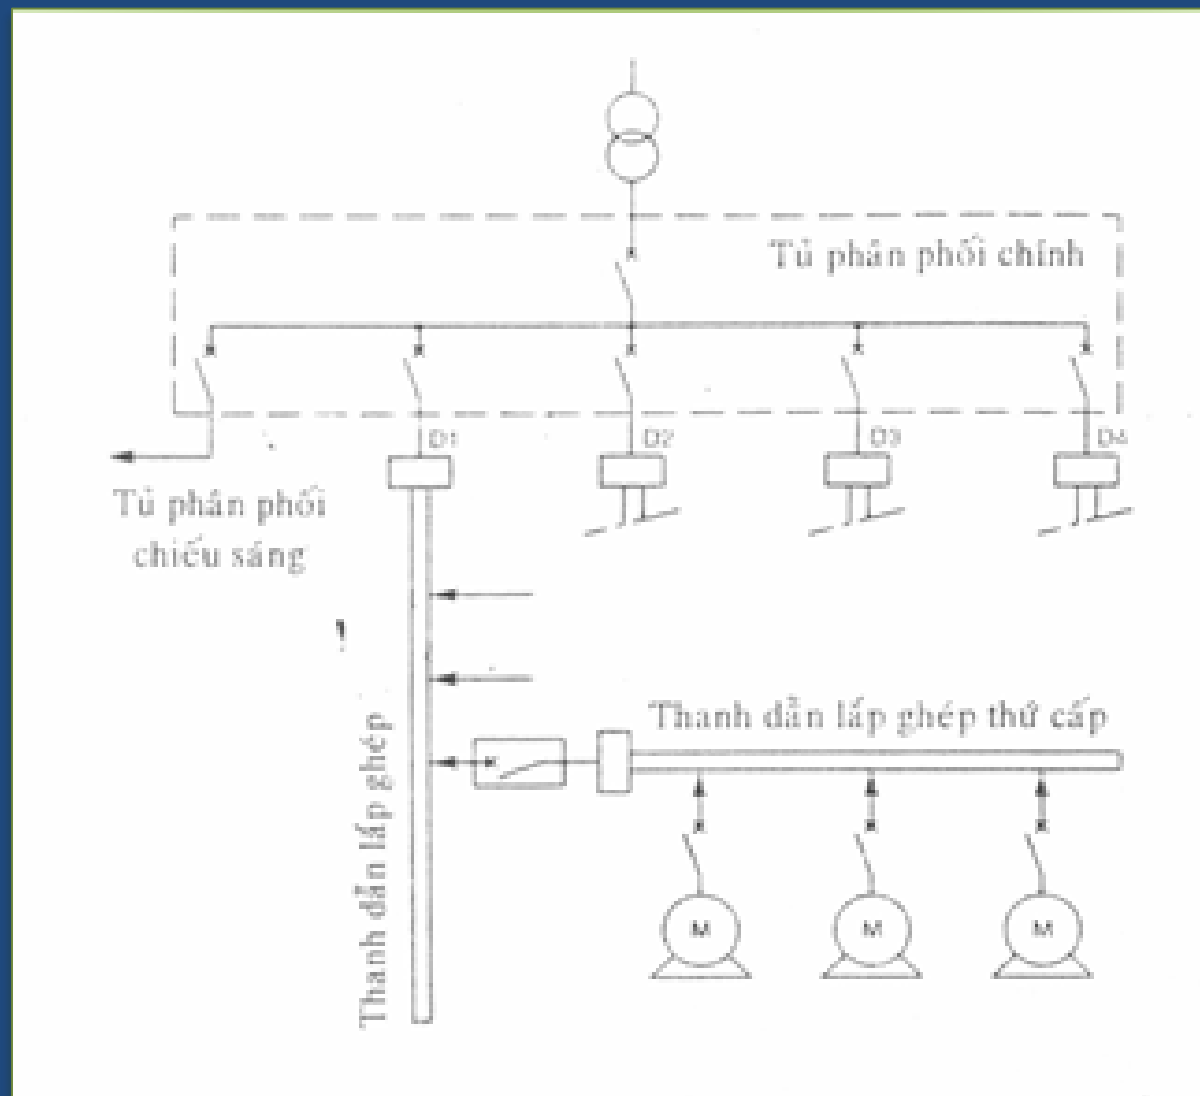 Tủ phân phối chính
D1
D2
D3
D4
Tủ phân phối
chiếu sáng
Thanh dẫn lắp ghép
Thanh dẫn lắp ghép thứ cấp
M
M
M